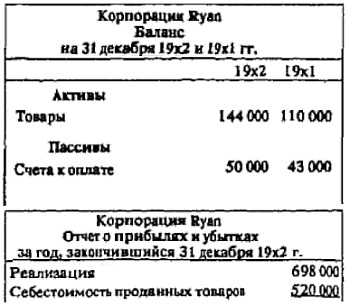 Корпорация Ryan
Баланс
на 31 декабря 19x2 и 19x1 гг.
19x2 19x1
Активы
Товары 144 000 110 000
Пассивы
Счета к оплате 50 000 43 000
Корпорация Ryan
Отчет о прибылях и убытках
за год, закончившийся 31 декабря 19x2 г.
Реализация 698 000
Себестоимость проданных товаров 520 000